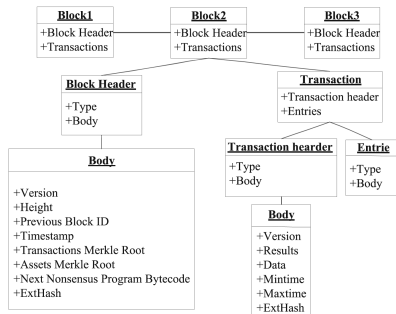 Block1
+Block Header
+Transactions
Block2
+Block Header
+Transactions
Block3
+Block Header
+Transactions
Block Header
+Type
+Body
Transaction
+Transaction header
+Entries
Body
+Version
+Height
+Previous Block ID
+Timestamp
+Transactions Merkle Root
+Assets Merkle Root
+Next Nonsensus Program Bytecode
+ExtHash
Transaction hearder
+Type
+Body
Entrie
+Type
+Body
Body
+Version
+Results
+Data
+Mintime
+Maxtime
+ExtHash